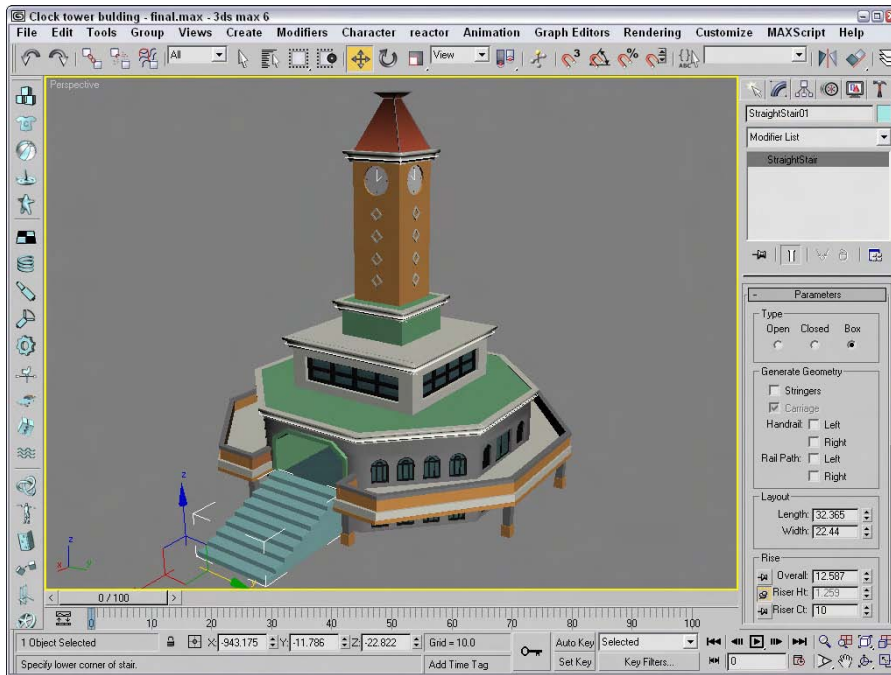 Clock tower bulding - final.max - 3ds max 6
File Edit Tools Group Views Create Modifiers Character reactor Animation Graph Editors Rendering Customize MAXScript Help
All
View
3
%
ABC
Perspective
StraightStair01
Modifier List
StraightStair
- Parameters
Type
Open Closed Box
Generate Geometry
Stringers
Carriage
Handrail: Left
Right
Rail Path: Left
Right
Layout
Length: 32.365
Width: 22.44
Rise
Overall: 12.587
Riser Ht: 1.259
Riser Ct: 10
z
x y
z
y
< 0 / 100 >
0 10 20 30 40 50 60 70 80 90 100
1 Object Selected X: -943.175 Y: -11.786 Z: -22.822 Grid = 10.0 Auto Key Selected
Specify lower corner of stair. Add Time Tag Set Key Key Filters... 0